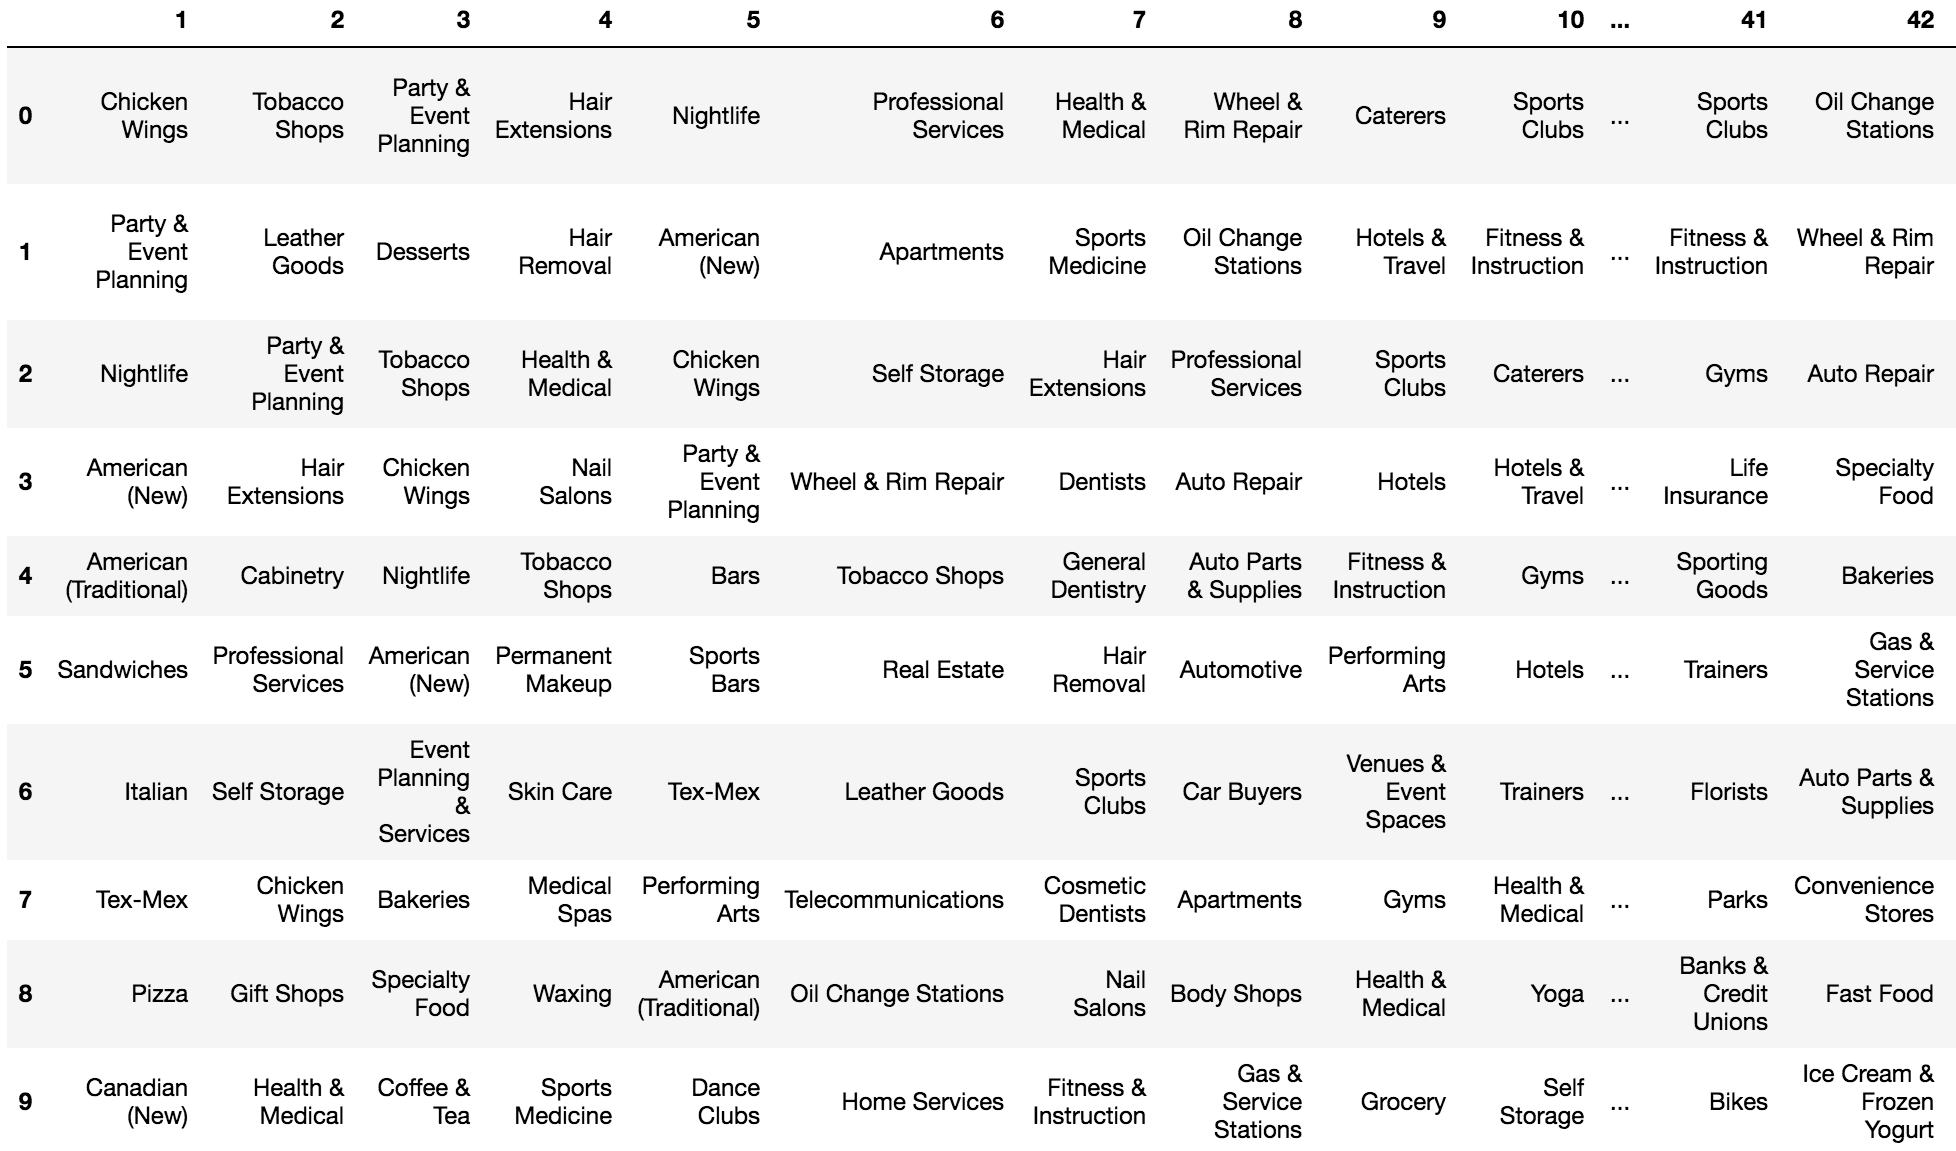 1 2 3 4 5 6 7 8 9 10 ... 41 42
0 Chicken Wings Tobacco Shops Party & Event Planning Hair Extensions Nightlife Professional Services Health & Medical Wheel & Rim Repair Caterers Sports Clubs ... Sports Clubs Oil Change Stations
1 Party & Event Planning Leather Goods Desserts Hair Removal American (New) Apartments Sports Medicine Oil Change Stations Hotels & Travel Fitness & Instruction ... Fitness & Instruction Wheel & Rim Repair
2 Nightlife Party & Event Planning Tobacco Shops Health & Medical Chicken Wings Self Storage Hair Extensions Professional Services Sports Clubs Caterers ... Gyms Auto Repair
3 American (New) Hair Extensions Chicken Wings Nail Salons Party & Event Planning Wheel & Rim Repair Dentists Auto Repair Hotels Hotels & Travel ... Life Insurance Specialty Food
4 American (Traditional) Cabinetry Nightlife Tobacco Shops Bars Tobacco Shops General Dentistry Auto Parts & Supplies Fitness & Instruction Gyms ... Sporting Goods Bakeries
5 Sandwiches Professional Services American (New) Permanent Makeup Sports Bars Real Estate Hair Removal Automotive Performing Arts Hotels ... Trainers Gas & Service Stations
6 Italian Self Storage Event Planning & Services Skin Care Tex-Mex Leather Goods Sports Clubs Car Buyers Venues & Event Spaces Trainers ... Florists Auto Parts & Supplies
7 Tex-Mex Chicken Wings Bakeries Medical Spas Performing Arts Telecommunications Cosmetic Dentists Apartments Gyms Health & Medical ... Parks Convenience Stores
8 Pizza Gift Shops Specialty Food Waxing American (Traditional) Oil Change Stations Nail Salons Body Shops Health & Medical Yoga ... Banks & Credit Unions Fast Food
9 Canadian (New) Health & Medical Coffee & Tea Sports Medicine Dance Clubs Home Services Fitness & Instruction Gas & Service Stations Grocery Self Storage ... Bikes Ice Cream & Frozen Yogurt